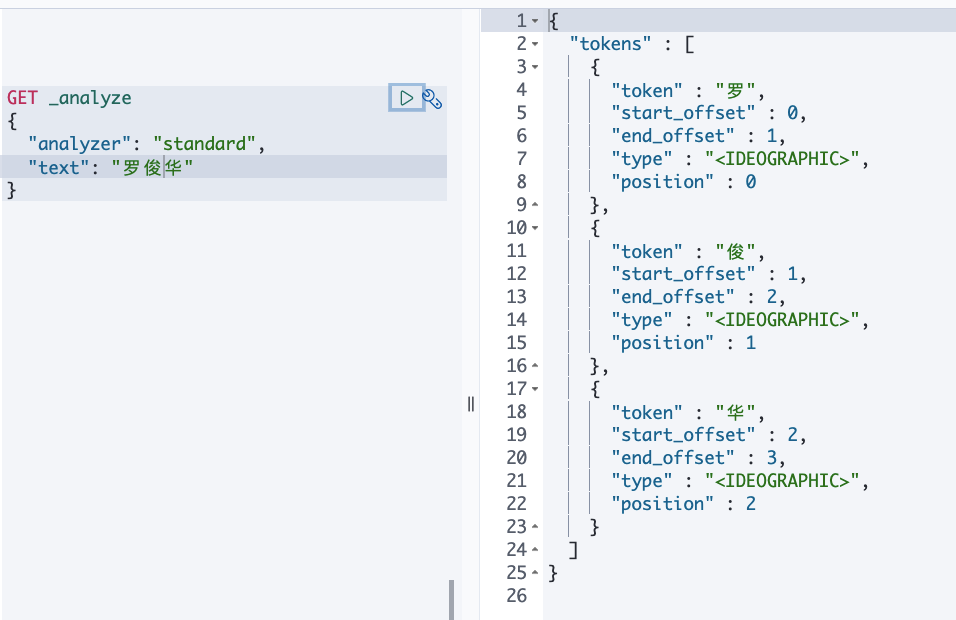 GET _analyze
{
  "analyzer": "standard",
  "text": "罗俊华"
}
1 {
2   "tokens" : [
3     {
4       "token" : "罗",
5       "start_offset" : 0,
6       "end_offset" : 1,
7       "type" : "<IDEOGRAPHIC>",
8       "position" : 0
9     },
10     {
11       "token" : "俊",
12       "start_offset" : 1,
13       "end_offset" : 2,
14       "type" : "<IDEOGRAPHIC>",
15       "position" : 1
16     },
17     {
18       "token" : "华",
19       "start_offset" : 2,
20       "end_offset" : 3,
21       "type" : "<IDEOGRAPHIC>",
22       "position" : 2
23     }
24   ]
25 }
26